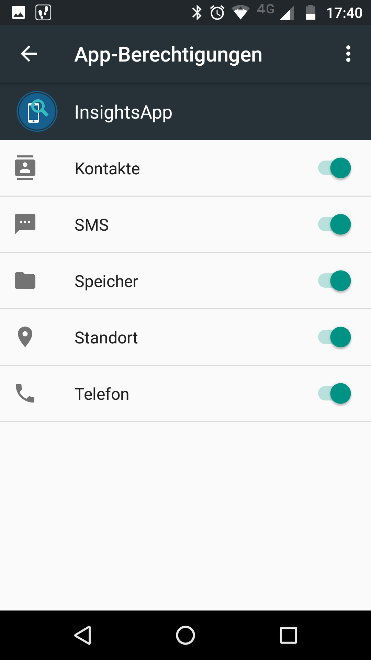 4G 17:40
App-Berechtigungen
InsightsApp
Kontakte
SMS
Speicher
Standort
Telefon